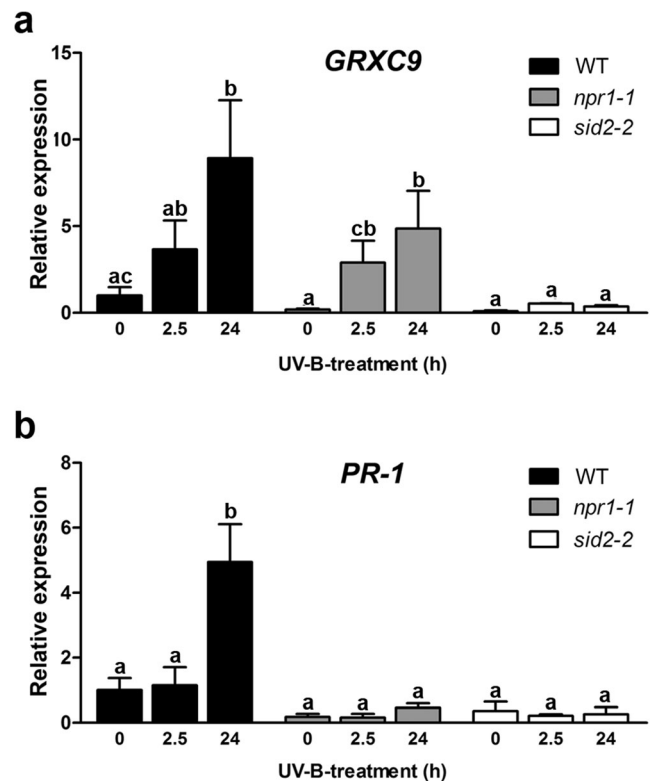 a
GRXC9
WT
npr1-1
sid2-2
Relative expression
15
10
5
0
ac ab b a cb b a a a
0 2.5 24 0 2.5 24 0 2.5 24
UV-B-treatment (h)
b
PR-1
WT
npr1-1
sid2-2
Relative expression
8
6
4
2
0
a a b a a a a a a
0 2.5 24 0 2.5 24 0 2.5 24
UV-B-treatment (h)